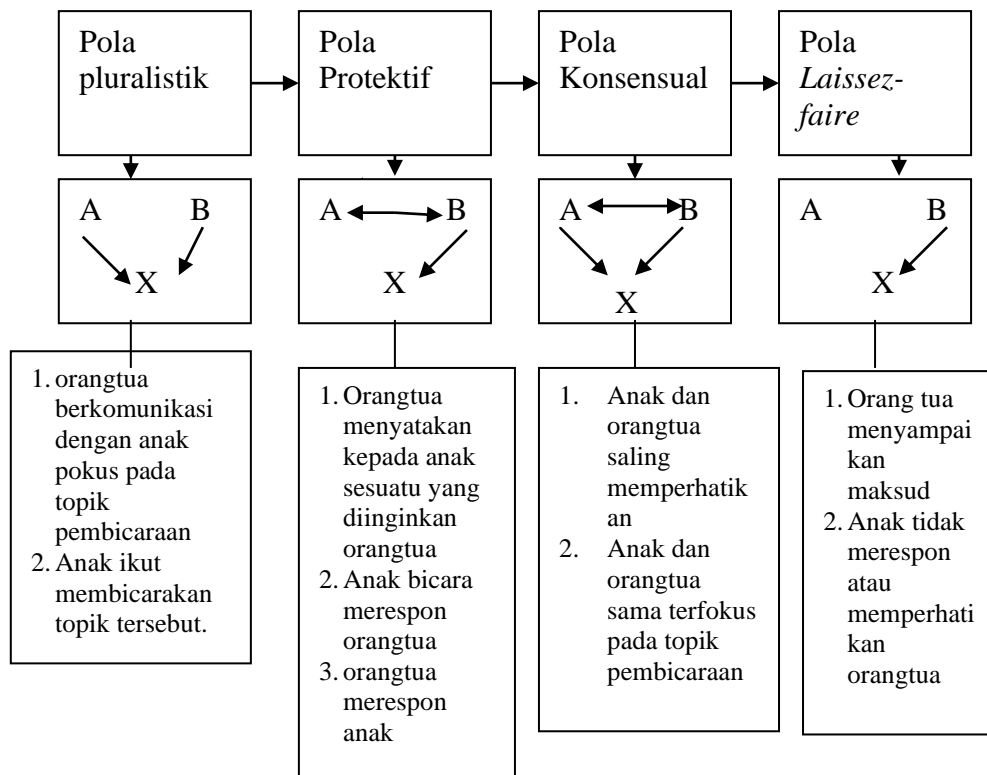 Pola
pluralistik
Pola
Protektif
Pola
Konsensual
Pola
Laissez-
faire
A B
X
A B
X
A B
X
A B
X
1. orangtua
berkomunikasi
dengan anak
pokus pada
topik
pembicaraan
2. Anak ikut
membicarakan
topik tersebut.
1. Orangtua
menyatakan
kepada anak
sesuatu yang
diinginkan
orangtua
2. Anak bicara
merespon
orangtua
3. orangtua
merespon
anak
1. Anak dan
orangtua
saling
memperhatik
an
2. Anak dan
orangtua
sama terfokus
pada topik
pembicaraan
1. Orang tua
menyampai
kan
maksud
2. Anak tidak
merespon
atau
memperhati
kan
orangtua